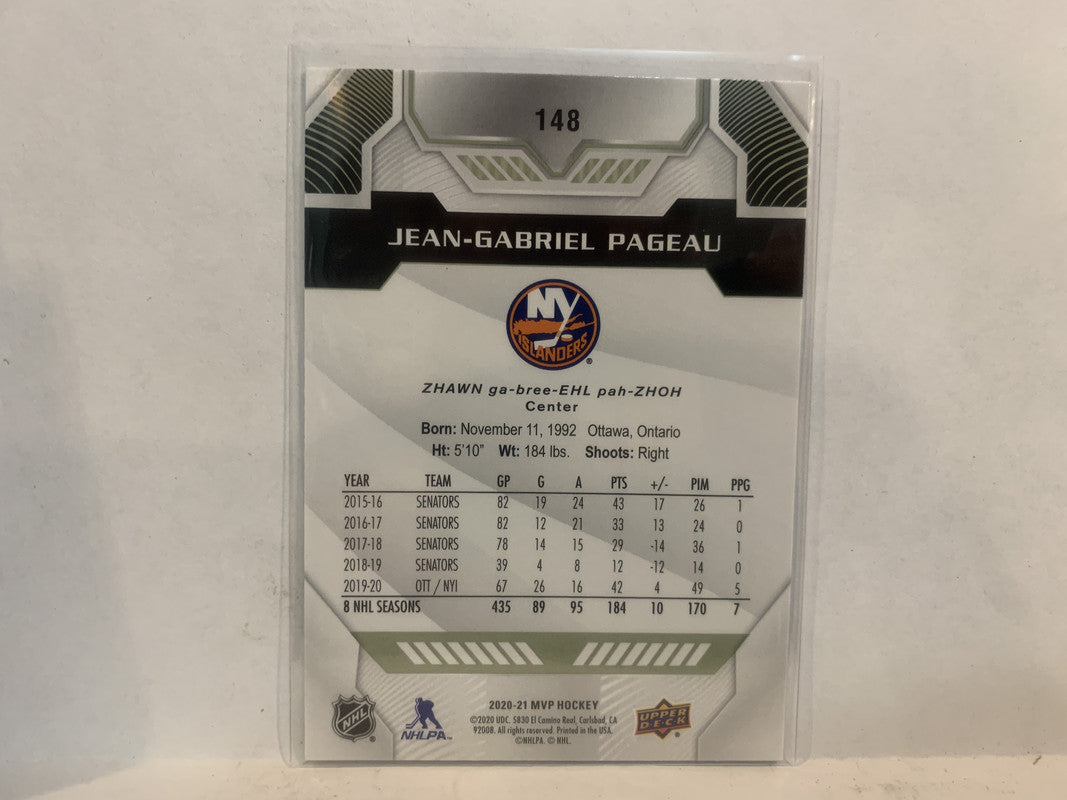 148
JEAN-GABRIEL PAGEAU
NY
ISLANDERS®
ZHAWN ga-bree-EHL pah-ZHOH
Center
Born: November 11, 1992 Ottawa, Ontario
Ht: 5'10" Wt: 184 lbs. Shoots: Right
YEAR TEAM GP G A PTS +/- PIM PPG
2015-16 SENATORS 82 19 24 43 17 26 1
2016-17 SENATORS 82 12 21 33 13 24 0
2017-18 SENATORS 78 14 15 29 -14 36 1
2018-19 SENATORS 39 4 8 12 -12 14 0
2019-20 OTT / NYI 67 26 16 42 4 49 5
8 NHL SEASONS 435 89 95 184 10 170 7
2020-21 MVP HOCKEY
©2020 UDC. 5830 El Camino Real, Carlsbad, CA
92008. All rights reserved. Printed in the USA.
©NHLPA. © NHL.
NHL®
NHLPA™
UPPER
D·E·C·K®